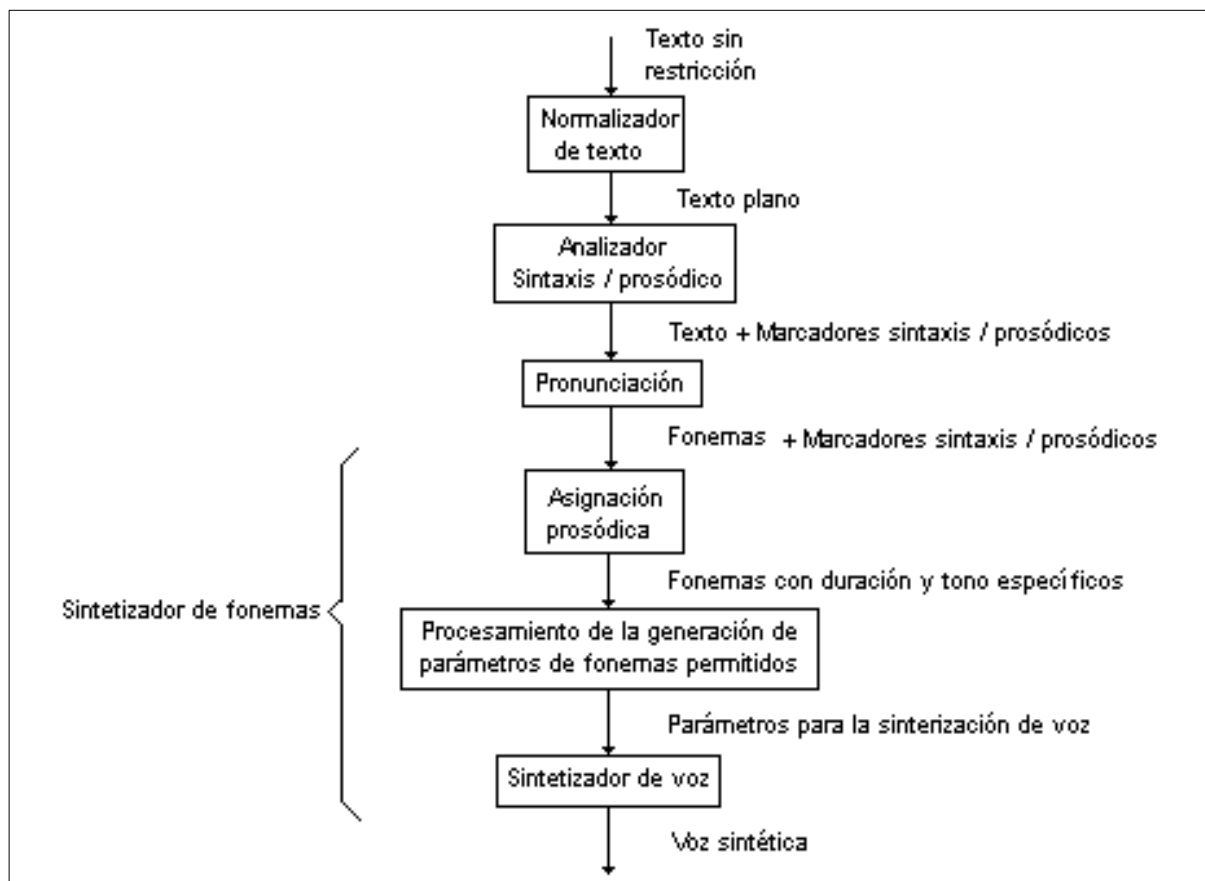 Texto sin
restricción
Normalizador
de texto
Texto plano
Analizador
Sintaxis / prosódico
Texto + Marcadores sintaxis / prosódicos
Pronunciación
Fonemas + Marcadores sintaxis / prosódicos
Asignación
prosódica
Fonemas con duración y tono específicos
Sintetizador de fonemas
Procesamiento de la generación de
parámetros de fonemas permitidos
Parámetros para la sinterización de voz
Sintetizador de voz
Voz sintética